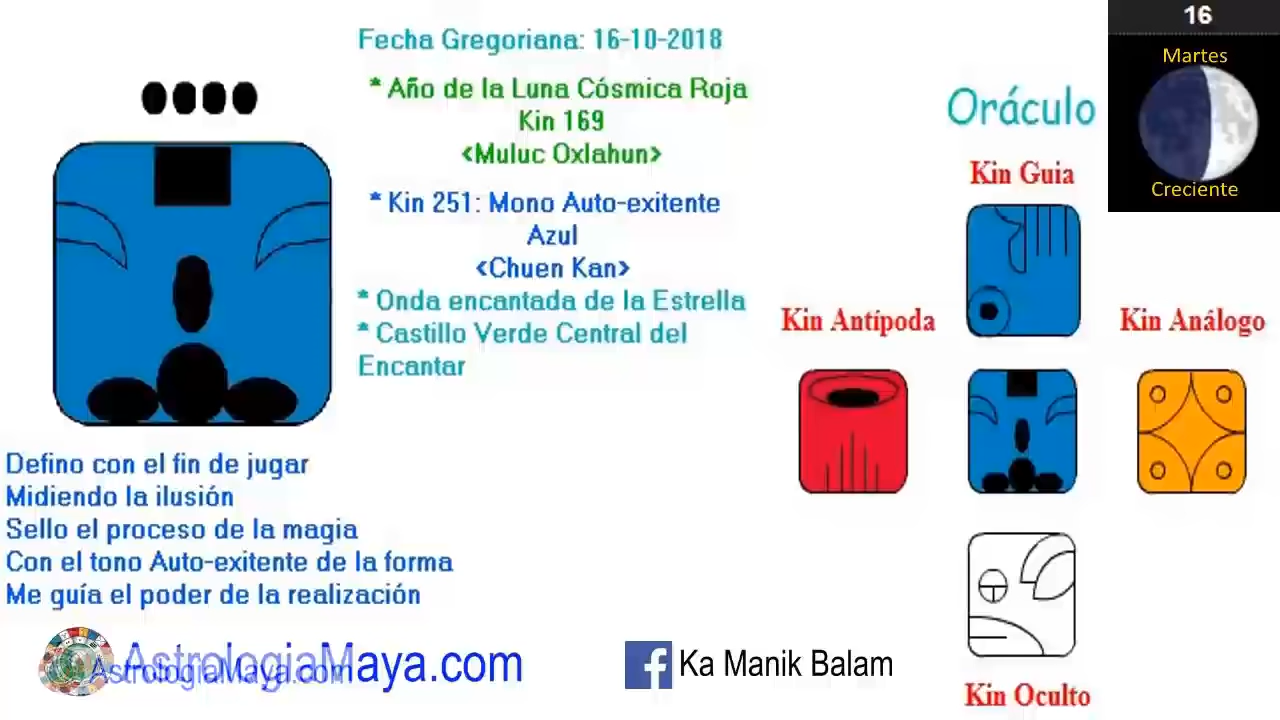 Fecha Gregoriana: 16-10-2018
* Año de la Luna Cósmica Roja
Kin 169
<Muluc Oxlahun>
* Kin 251: Mono Auto-exitente
Azul
<Chuen Kan>
* Onda encantada de la Estrella
* Castillo Verde Central del
Encantar
Defino con el fin de jugar
Midiendo la ilusión
Sello el proceso de la magia
Con el tono Auto-exitente de la forma
Me guía el poder de la realización
AstrologiaMaya.com
AstrologiaMaya.com
f Ka Manik Balam
16
Martes
Creciente
Oráculo
Kin Guia
Kin Antípoda
Kin Análogo
Kin Oculto